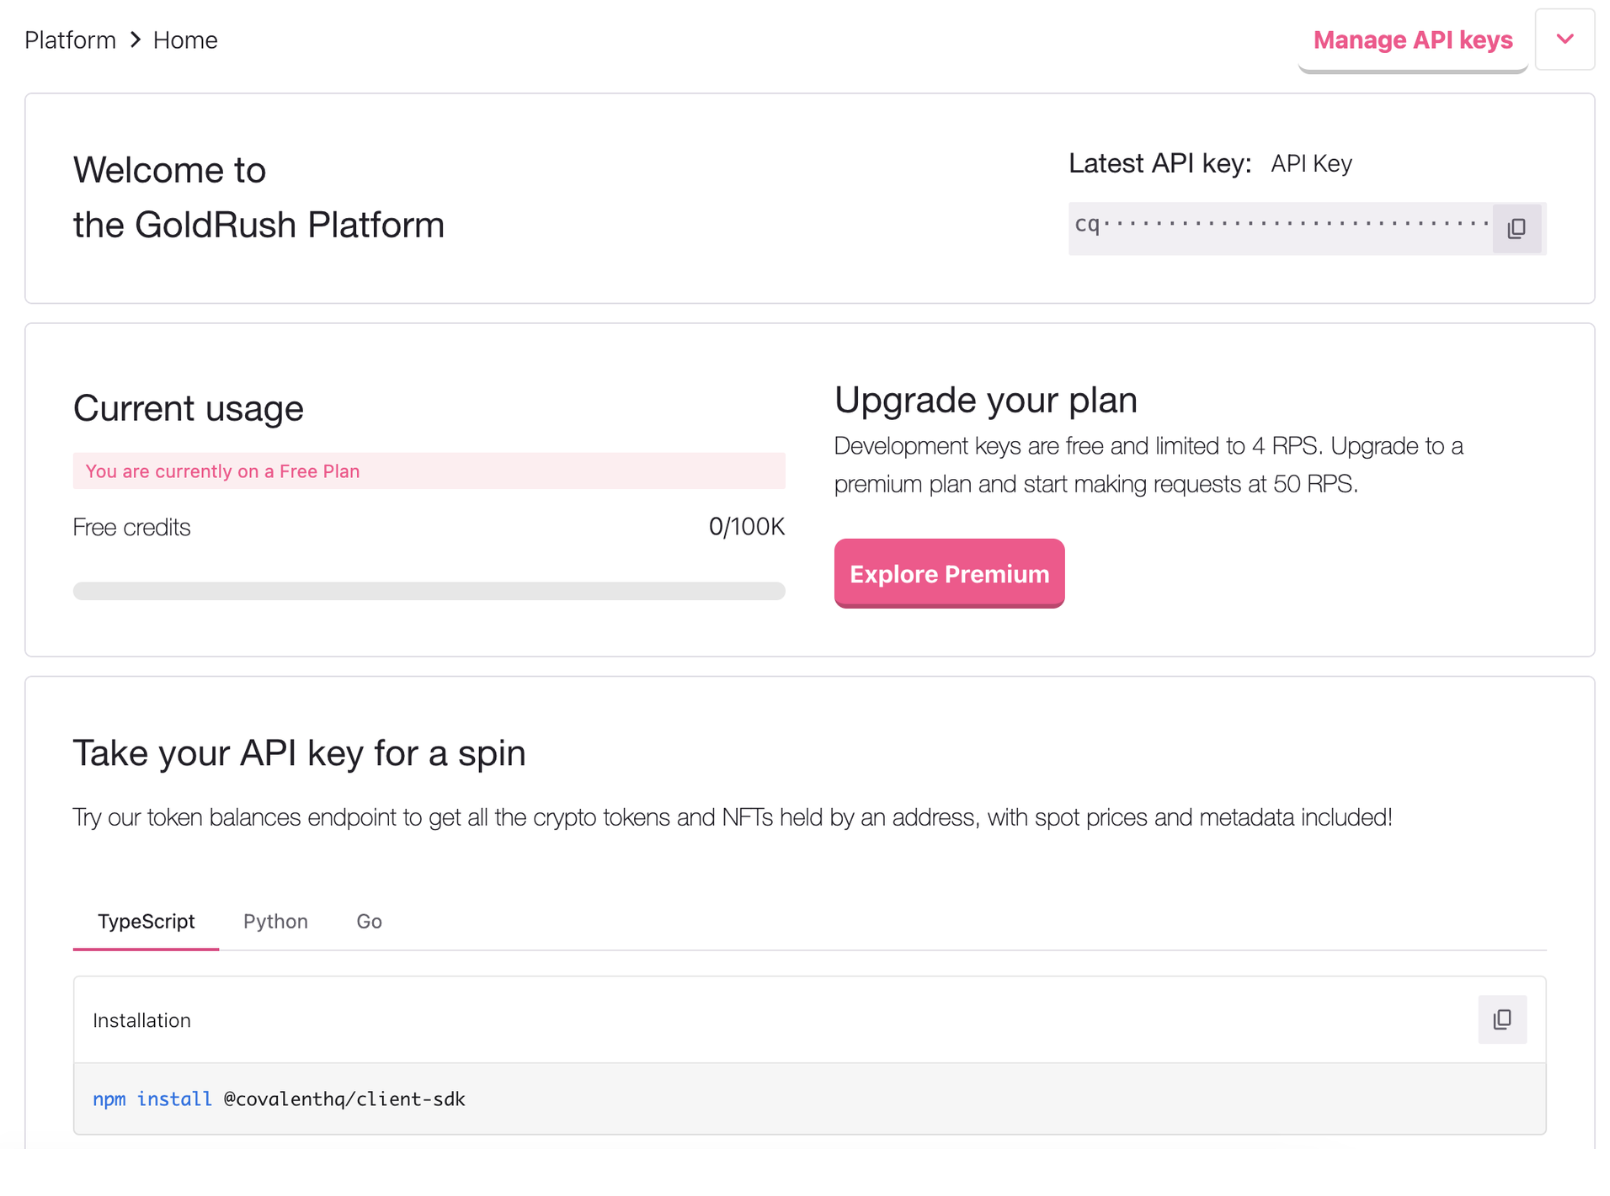 Platform > Home
Manage API keys
Welcome to
the GoldRush Platform
Latest API key: API Key
cq······························
Current usage
You are currently on a Free Plan
Free credits 0/100K
Upgrade your plan
Development keys are free and limited to 4 RPS. Upgrade to a
premium plan and start making requests at 50 RPS.
Explore Premium
Take your API key for a spin
Try our token balances endpoint to get all the crypto tokens and NFTs held by an address, with spot prices and metadata included!
TypeScript Python Go
Installation
npm install @covalenthq/client-sdk